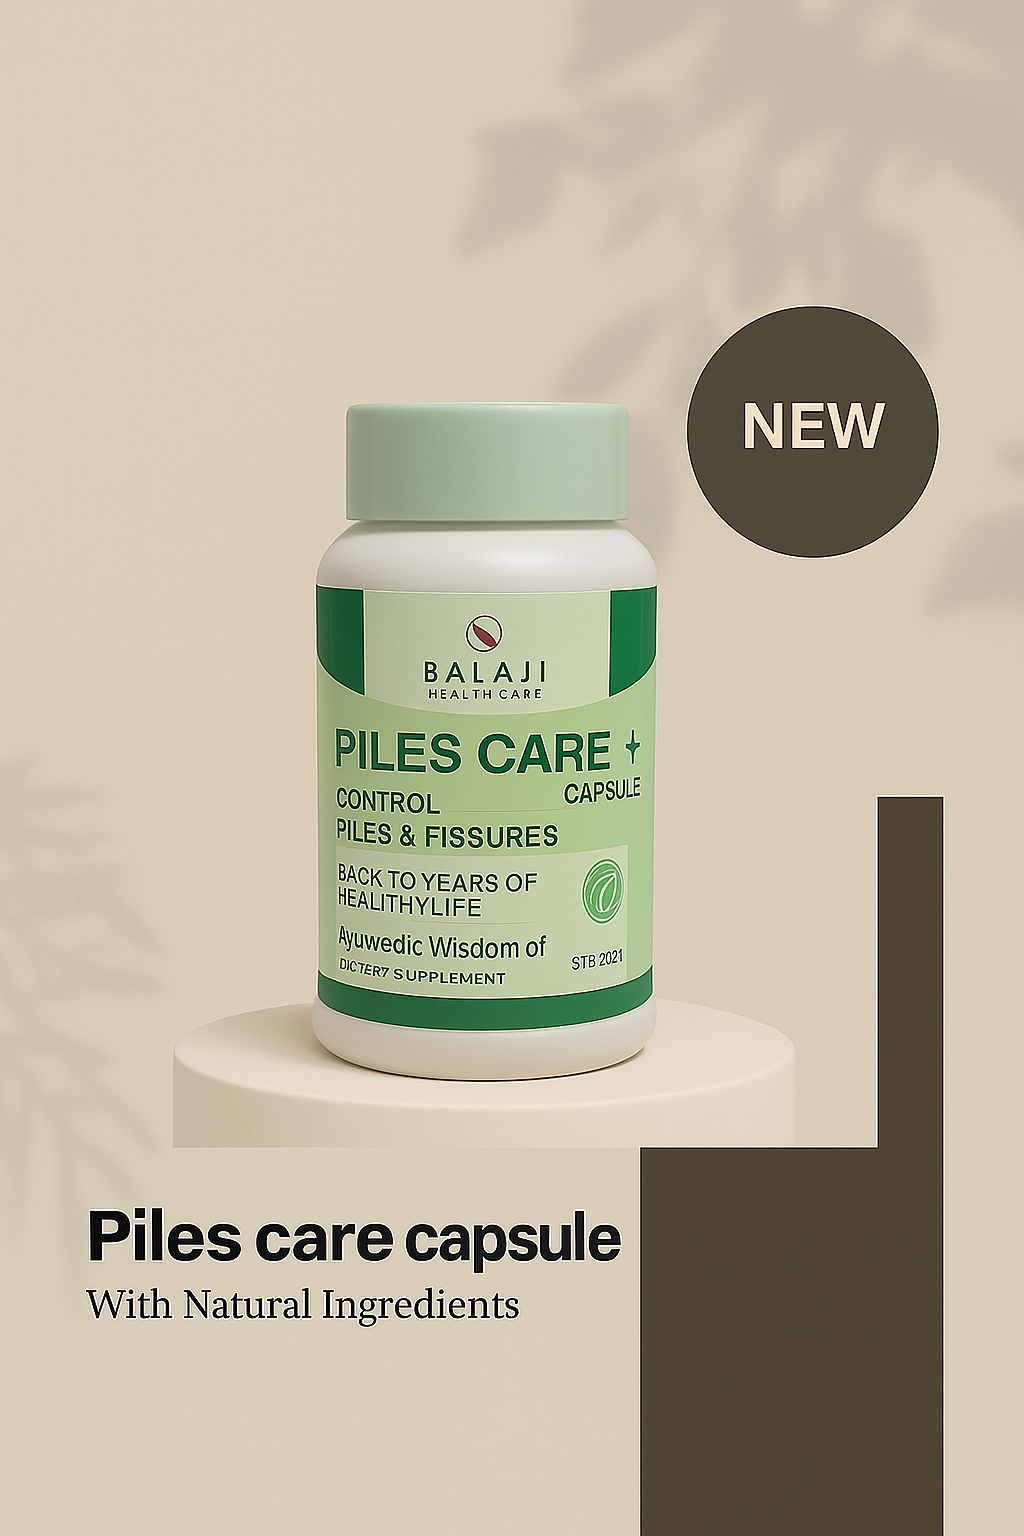 NEW
BALAJI
HEALTH CARE
PILES CARE +
CAPSULE
CONTROL
PILES & FISSURES
BACK TO YEARS OF
HEALITHYLIFE
Ayuwedic Wisdom of
DICTER7 SUPPLEMENT
STB 2021
Piles care capsule
With Natural Ingredients